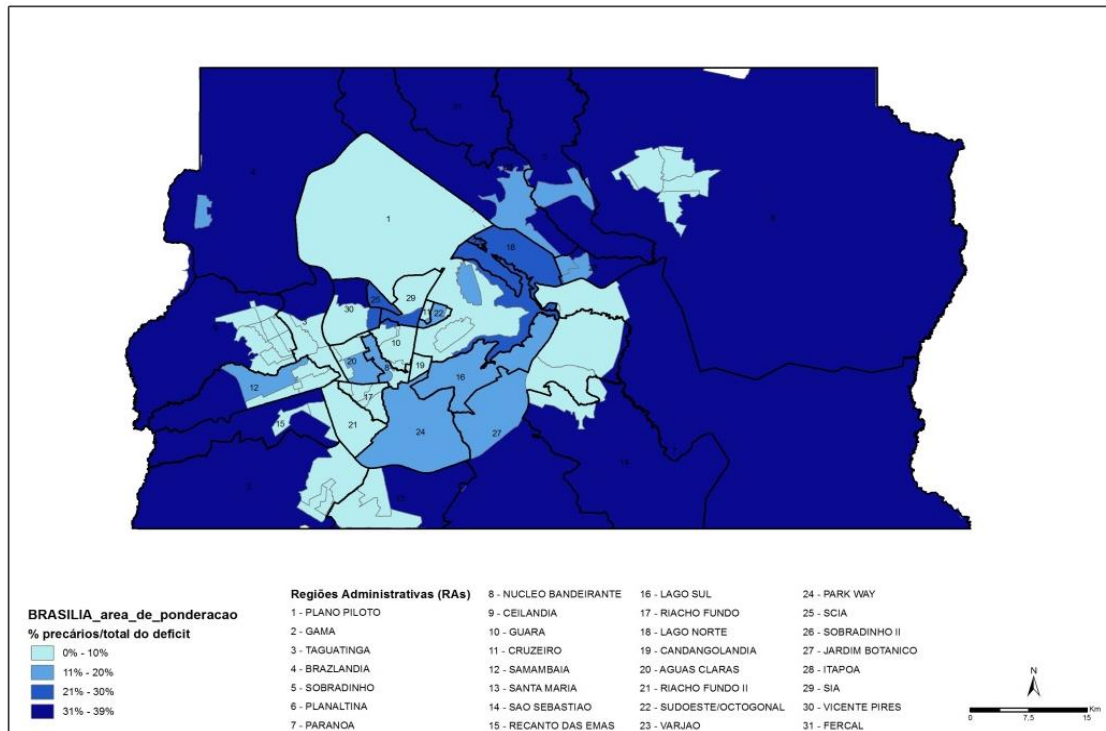 1
18
29
25
30
11
22
10
3
19
20
8
16
12
17
15
21
24
27
BRASILIA_area_de_ponderacao
% precários/total do deficit
0% - 10%
11% - 20%
21% - 30%
31% - 39%
Regiões Administrativas (RAs)
1 - PLANO PILOTO
2 - GAMA
3 - TAGUATINGA
4 - BRAZLANDIA
5 - SOBRADINHO
6 - PLANALTINA
7 - PARANOA
8 - NUCLEO BANDEIRANTE
9 - CEILANDIA
10 - GUARA
11 - CRUZEIRO
12 - SAMAMBAIA
13 - SANTA MARIA
14 - SAO SEBASTIAO
15 - RECANTO DAS EMAS
16 - LAGO SUL
17 - RIACHO FUNDO
18 - LAGO NORTE
19 - CANDANGOLANDIA
20 - AGUAS CLARAS
21 - RIACHO FUNDO II
22 - SUDOESTE/OCTOGONAL
23 - VARJAO
24 - PARK WAY
25 - SCIA
26 - SOBRADINHO II
27 - JARDIM BOTANICO
28 - ITAPOA
29 - SIA
30 - VICENTE PIRES
31 - FERCAL
N
Km
0 7.5 15